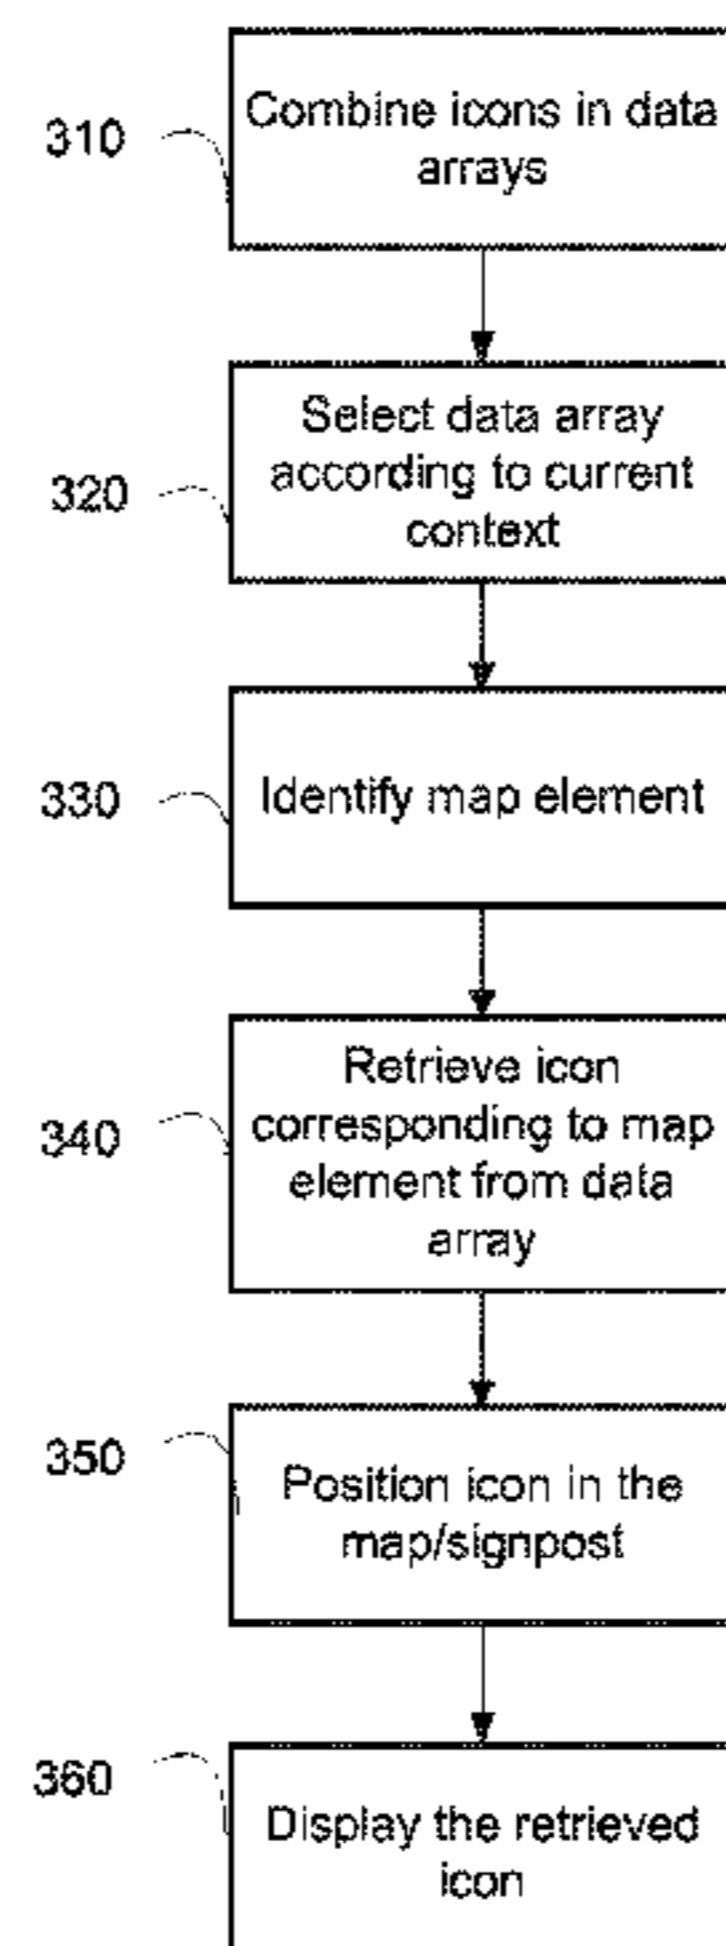 310
Combine icons in data
arrays
320
Select data array
according to current
context
330
Identify map element
340
Retrieve icon
corresponding to map
element from data
array
350
Position icon in the
map/signpost
360
Display the retrieved
icon